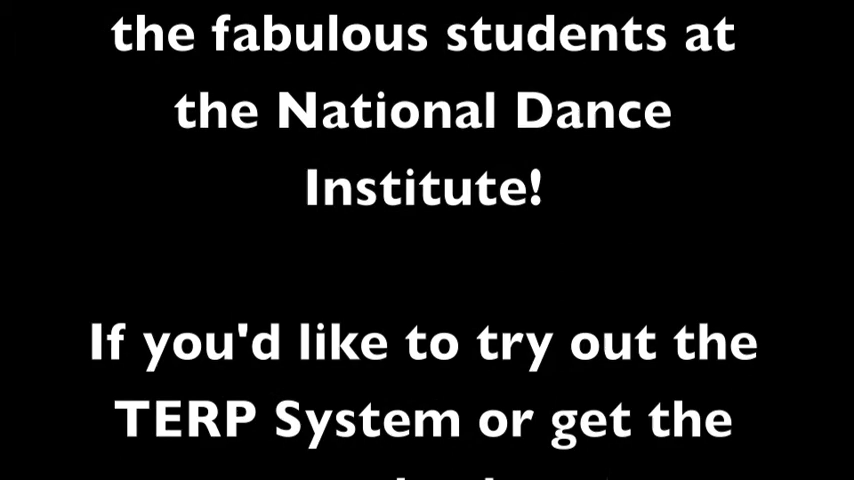 the fabulous students at
the National Dance
Institute!
If you'd like to try out the
TERP System or get the